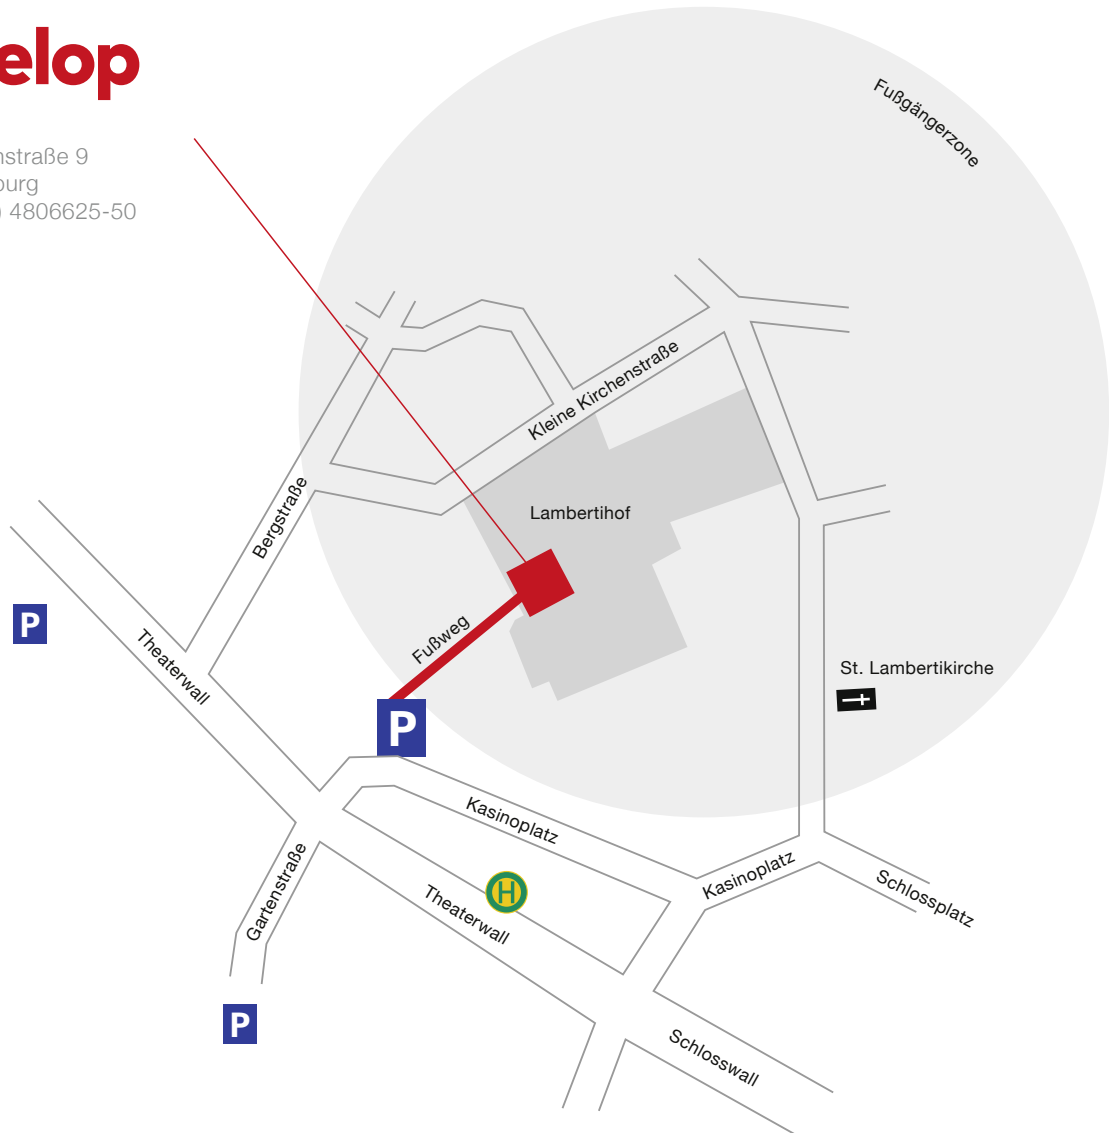 elop
nstraße 9
burg
) 4806625-50
Fußgängerzone
Kleine Kirchenstraße
Bergstraße
Lambertihof
P
Theaterwall
Fußweg
St. Lambertikirche
P
Kasinoplatz
Kasinoplatz
Gartenstraße
H
Theaterwall
Schlossplatz
P
Schlosswall